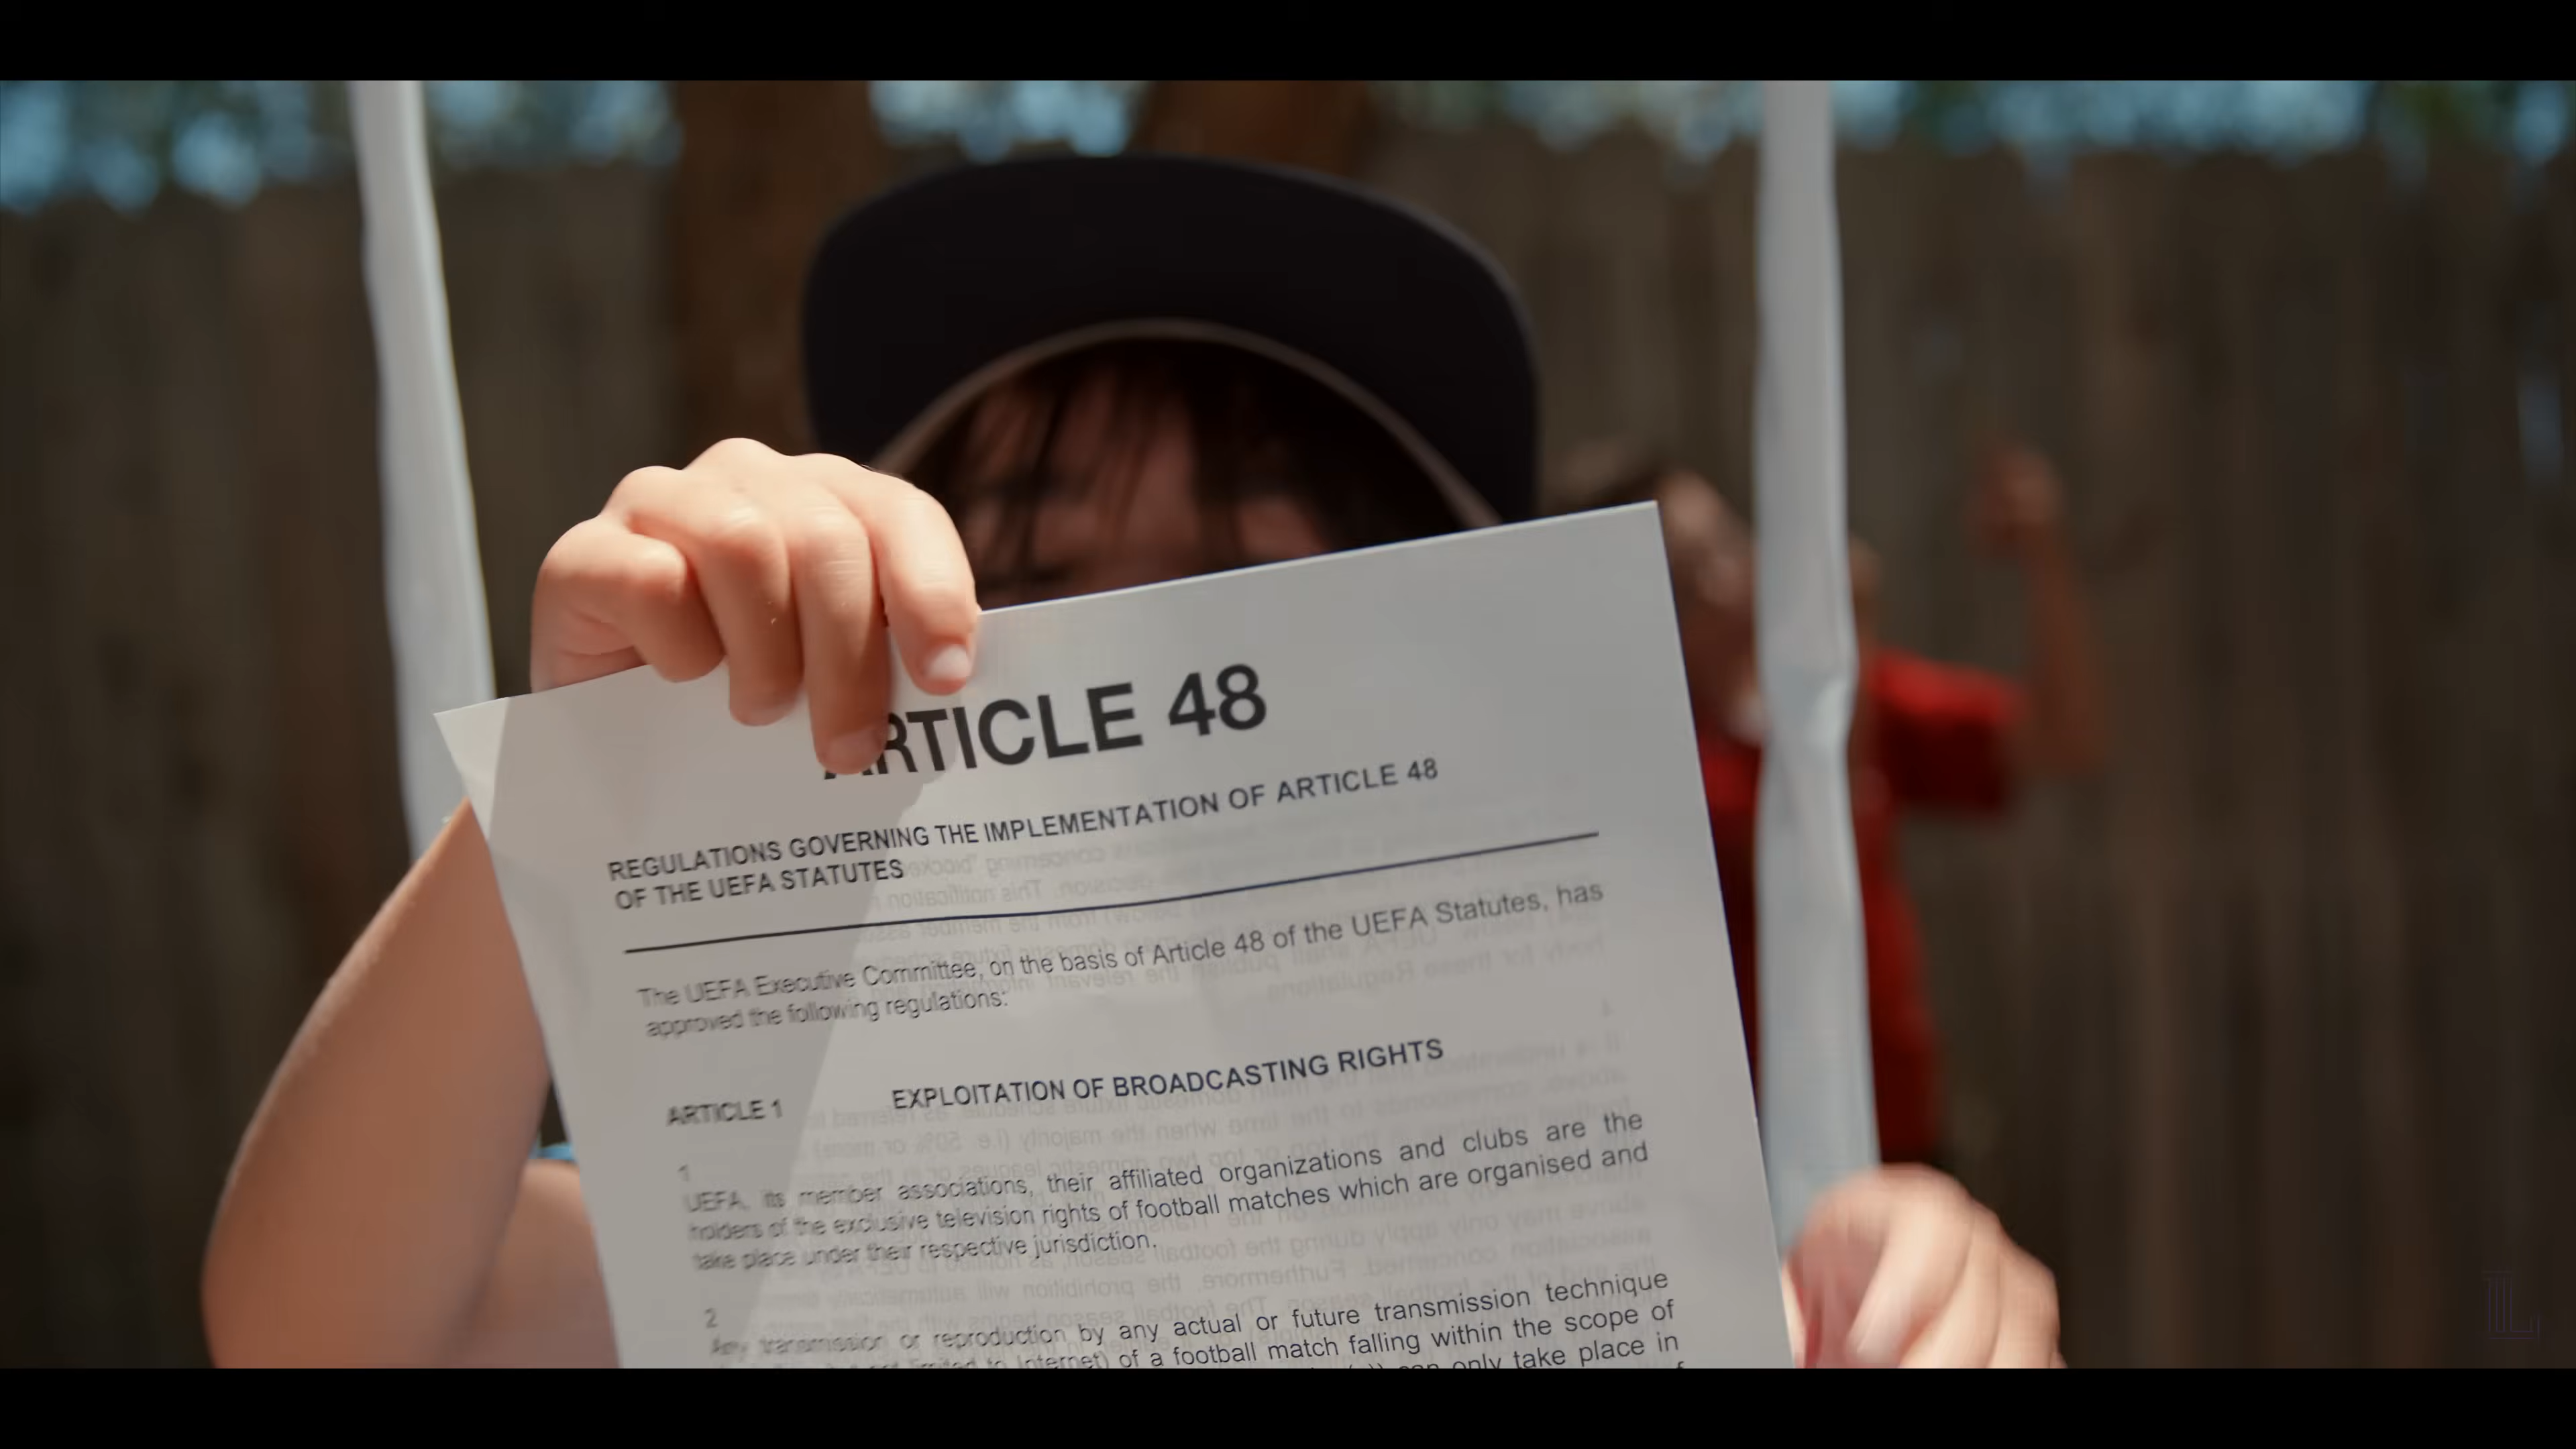 ARTICLE 48
REGULATIONS GOVERNING THE IMPLEMENTATION OF ARTICLE 48
OF THE UEFA STATUTES
The UEFA Executive Committee, on the basis of Article 48 of the UEFA Statutes, has
approved the following regulations:
ARTICLE 1 EXPLOITATION OF BROADCASTING RIGHTS
1
UEFA, its member associations, their affiliated organizations and clubs are the
holders of the exclusive television rights of football matches which are organised and
take place under their respective jurisdiction.
2
Any transmission or reproduction by any actual or future transmission technique
limited to Internet) of a football match falling within the scope of
can only take place in